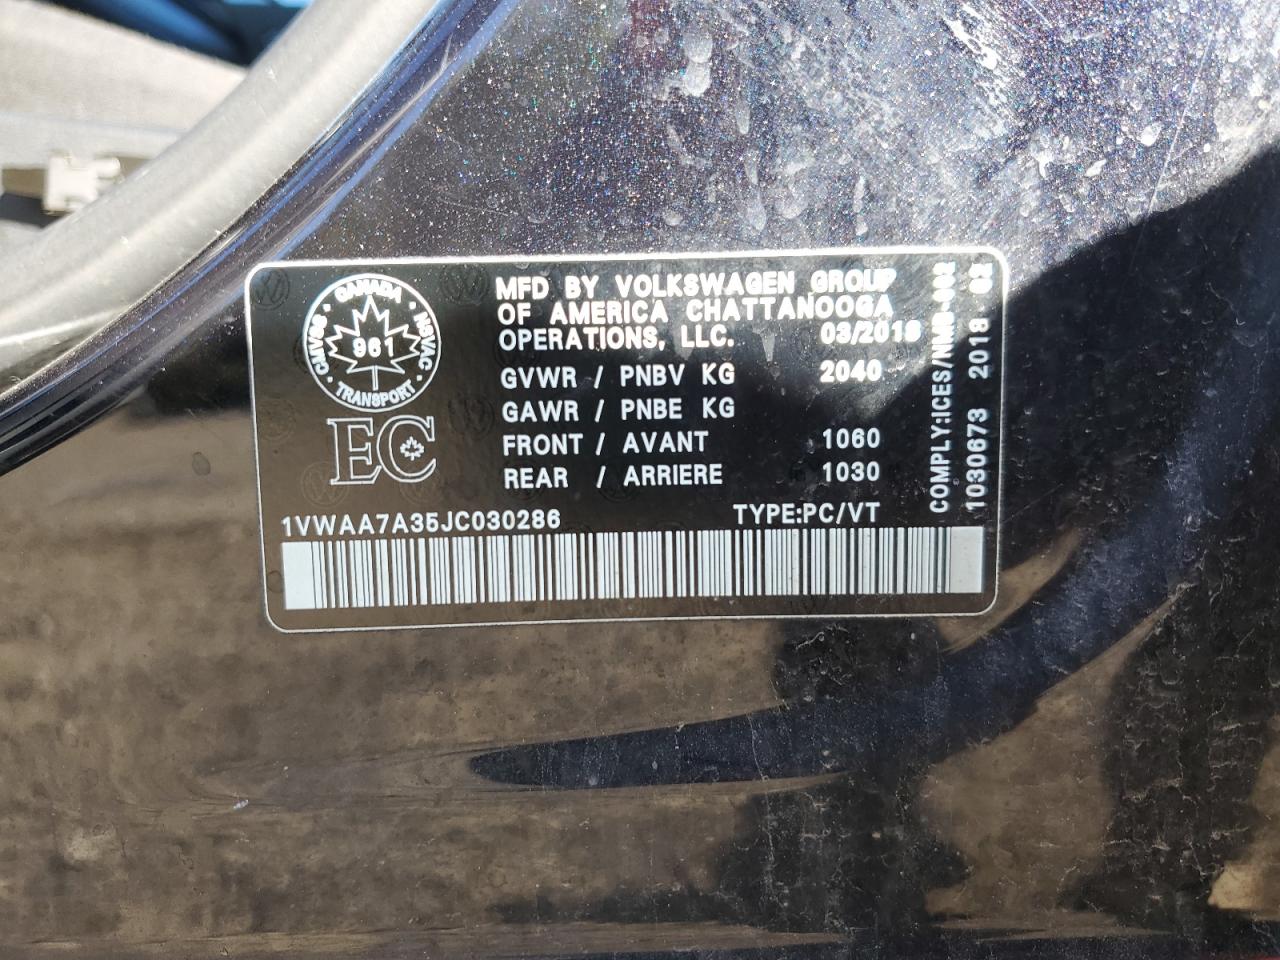 CANADA
CMVSS
NSVAC
961
TRANSPORT
EC
MFD BY VOLKSWAGEN GROUP
OF AMERICA CHATTANOOGA
OPERATIONS, LLC. 03/2018
GVWR / PNBV KG 2040
GAWR / PNBE KG
FRONT / AVANT 1060
REAR / ARRIERE 1030
1VWAA7A35JC030286 TYPE:PC/VT
COMPLY:ICES/NMB-002
1030673 2018 02